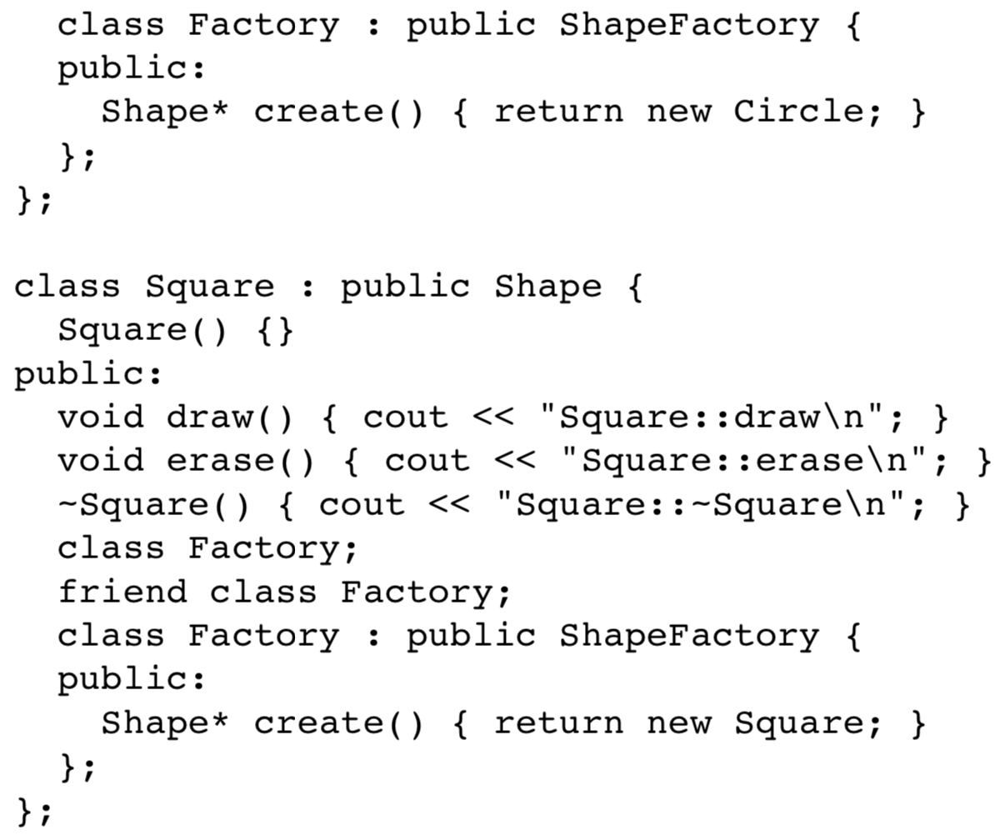 class Factory : public ShapeFactory {
  public:
    Shape* create() { return new Circle; }
  };
};

class Square : public Shape {
  Square() {}
public:
  void draw() { cout << "Square::draw\n"; }
  void erase() { cout << "Square::erase\n"; }
  ~Square() { cout << "Square::~Square\n"; }
  class Factory;
  friend class Factory;
  class Factory : public ShapeFactory {
  public:
    Shape* create() { return new Square; }
  };
};